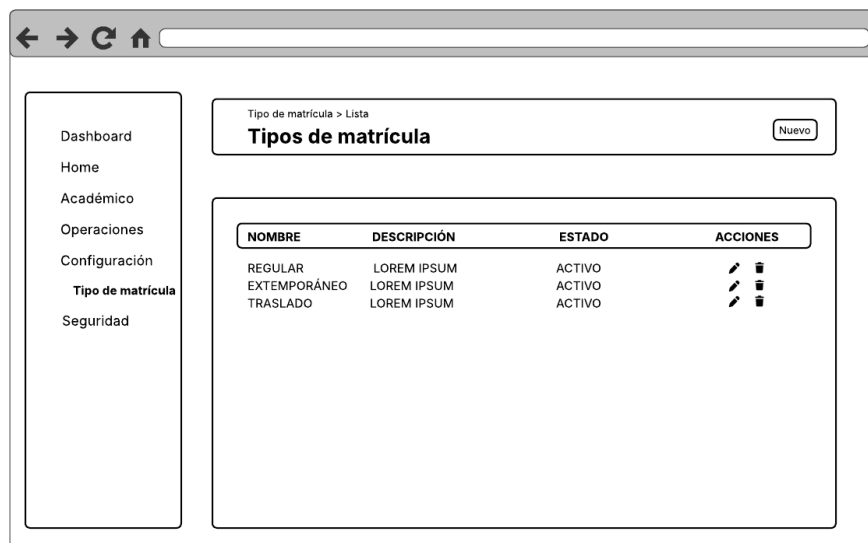 Dashboard
Home
Académico
Operaciones
Configuración
Tipo de matrícula
Seguridad
Tipo de matrícula > Lista
Tipos de matrícula
Nuevo
NOMBRE DESCRIPCIÓN ESTADO ACCIONES
REGULAR LOREM IPSUM ACTIVO
EXTEMPORÁNEO LOREM IPSUM ACTIVO
TRASLADO LOREM IPSUM ACTIVO